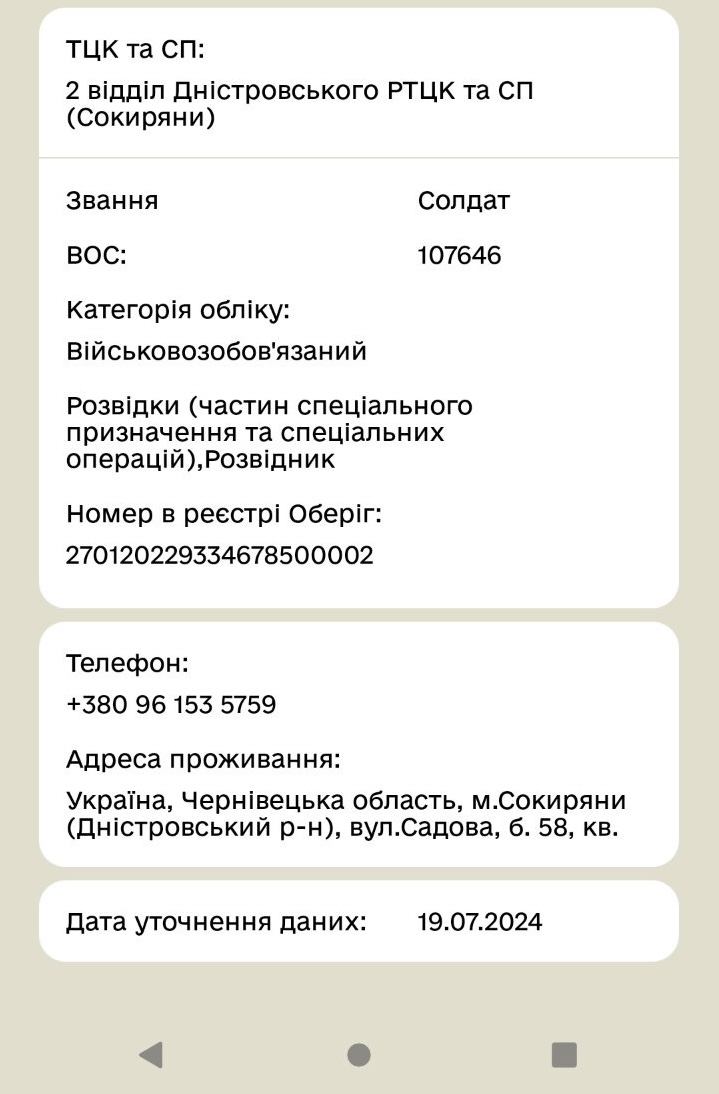 ТЦК та СП:
2 відділ Дністровського РТЦК та СП
(Сокиряни)
Звання Солдат
ВОС: 107646
Категорія обліку:
Військовозобов'язаний
Розвідки (частин спеціального
призначення та спеціальних
операцій),Розвідник
Номер в реєстрі Оберіг:
270120229334678500002
Телефон:
+380 96 153 5759
Адреса проживання:
Україна, Чернівецька область, м.Сокиряни
(Дністровський р-н), вул.Садова, б. 58, кв.
Дата уточнення даних: 19.07.2024